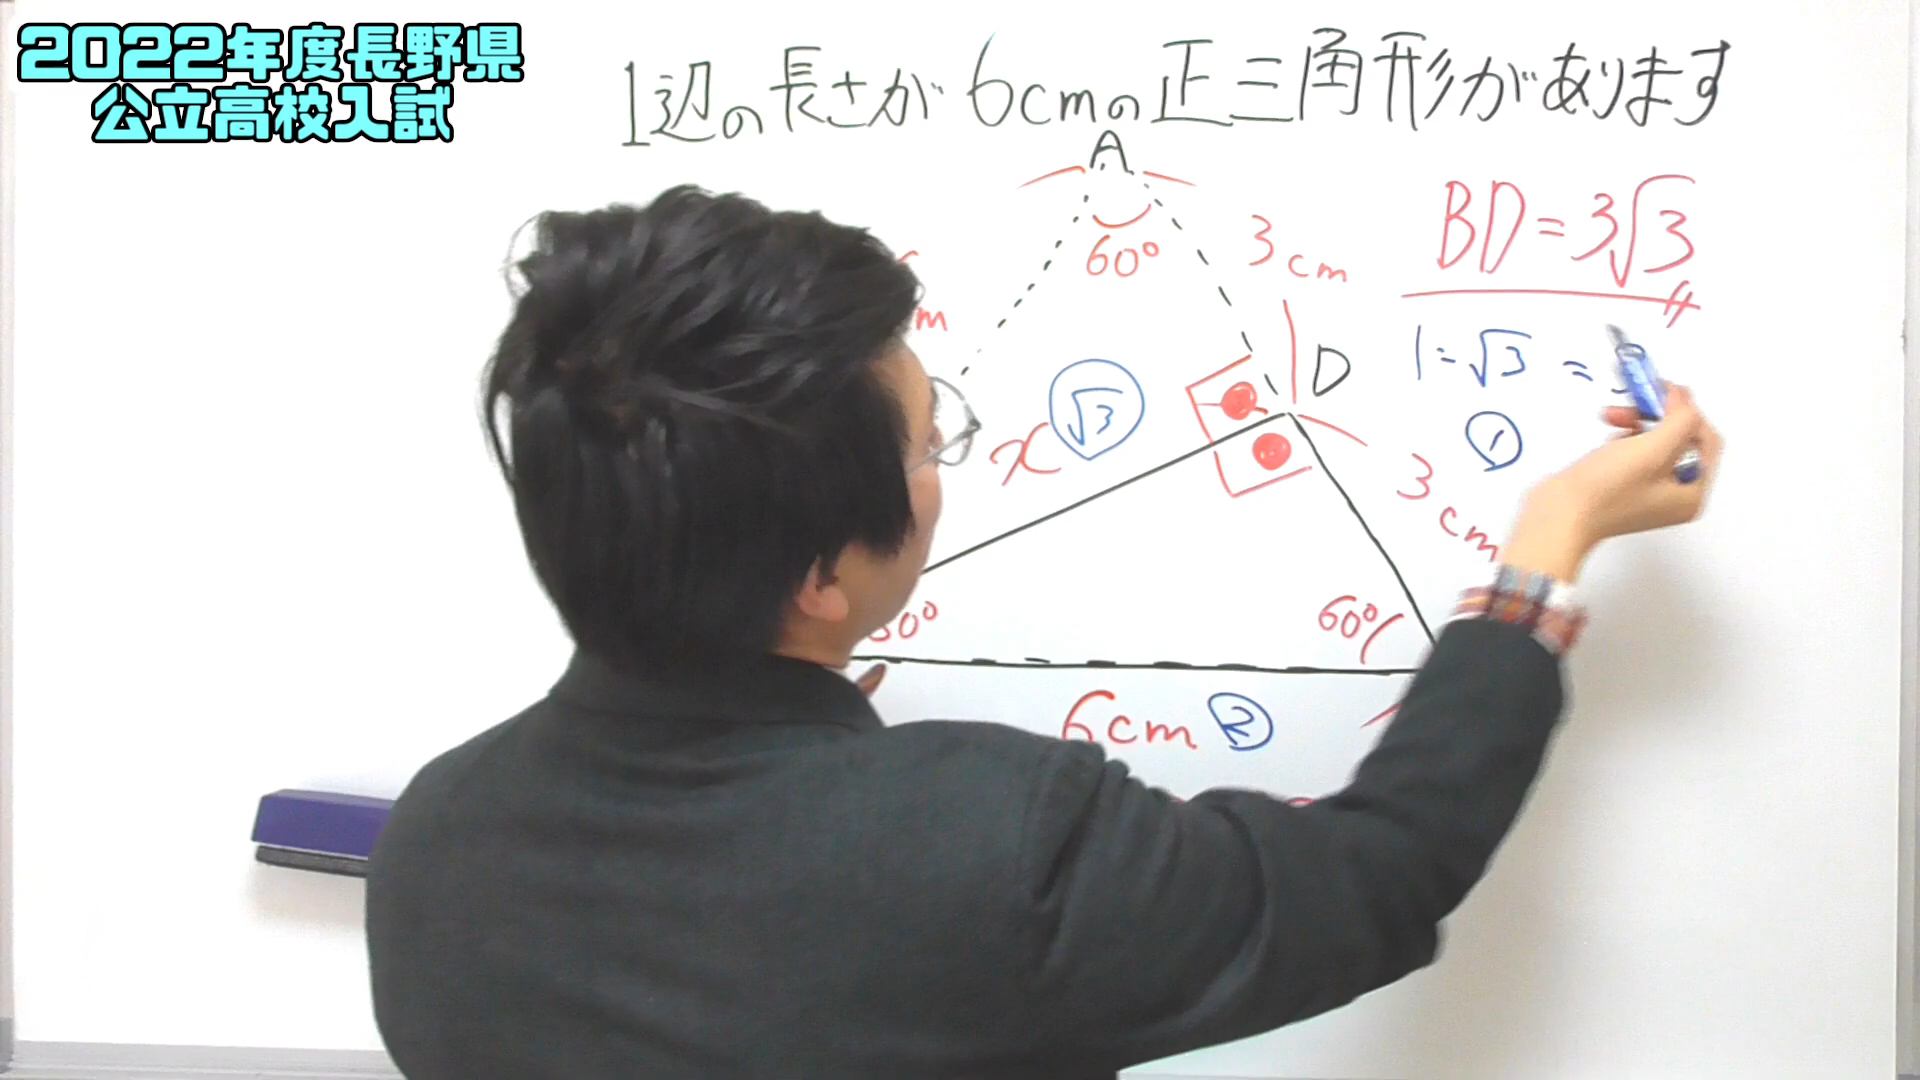 2022年度長野県
公立高校入試
1辺の長さが6cmの正三角形があります
A
60°
3cm
BD=3√3
m
1:√3=3
D
x √3
1
3cm
60°
60°
6cm 2